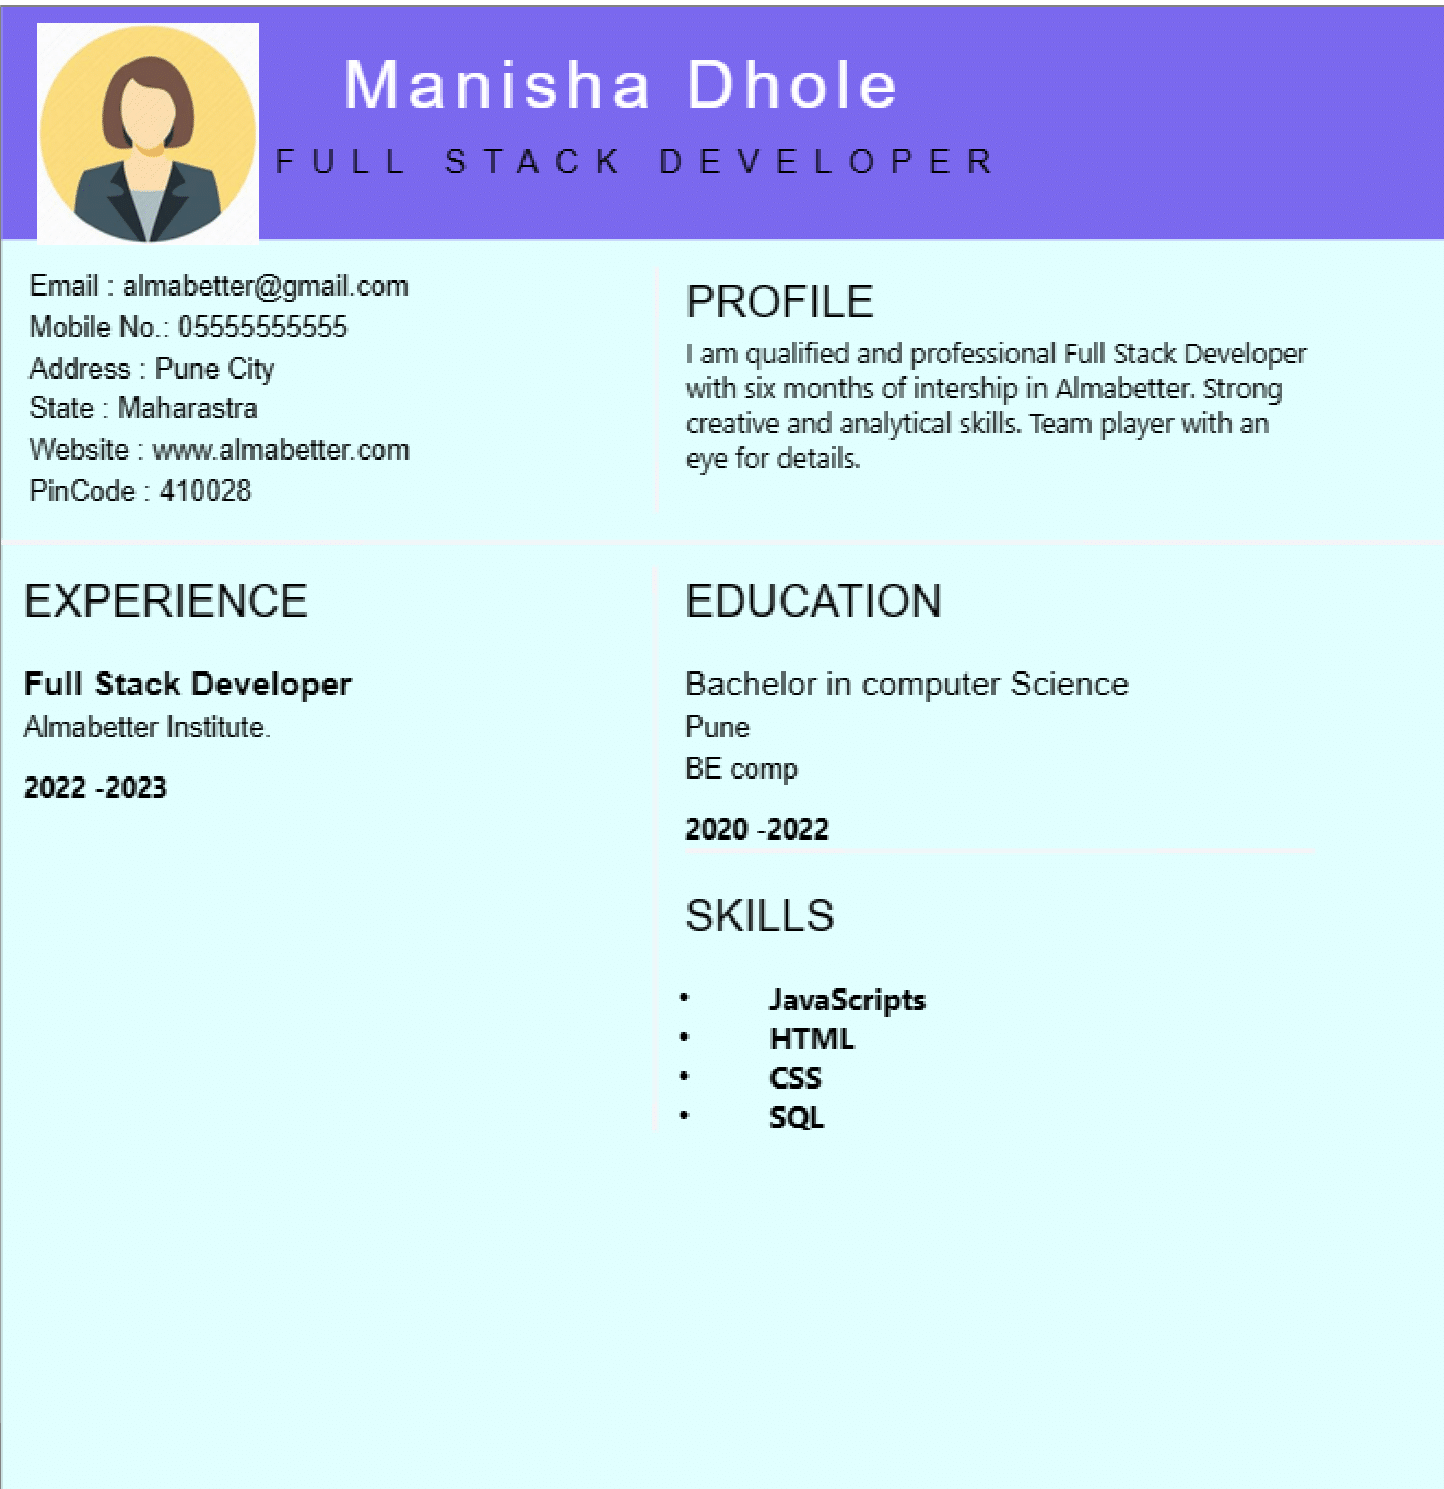 Manisha Dhole
FULL STACK DEVELOPER
Email : almabetter@gmail.com
Mobile No.: 05555555555
Address : Pune City
State : Maharastra
Website : www.almabetter.com
PinCode : 410028
PROFILE
I am qualified and professional Full Stack Developer
with six months of intership in Almabetter. Strong
creative and analytical skills. Team player with an
eye for details.
EXPERIENCE
Full Stack Developer
Almabetter Institute.
2022 -2023
EDUCATION
Bachelor in computer Science
Pune
BE comp
2020 -2022
SKILLS
• JavaScripts
• HTML
• CSS
• SQL